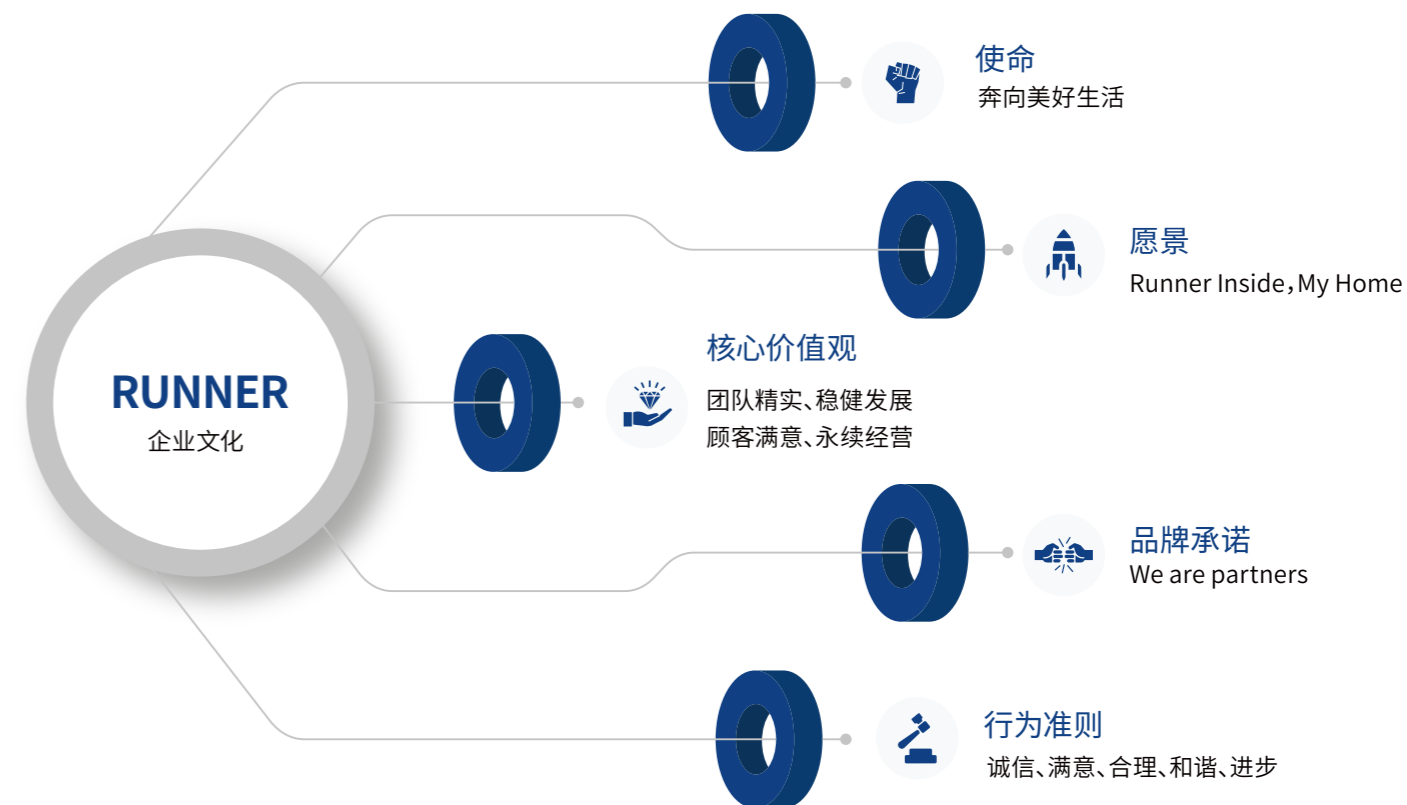 使命
奔向美好生活
愿景
Runner Inside,My Home
核心价值观
团队精实、稳健发展
顾客满意、永续经营
RUNNER
企业文化
品牌承诺
We are partners
行为准则
诚信、满意、合理、和谐、进步